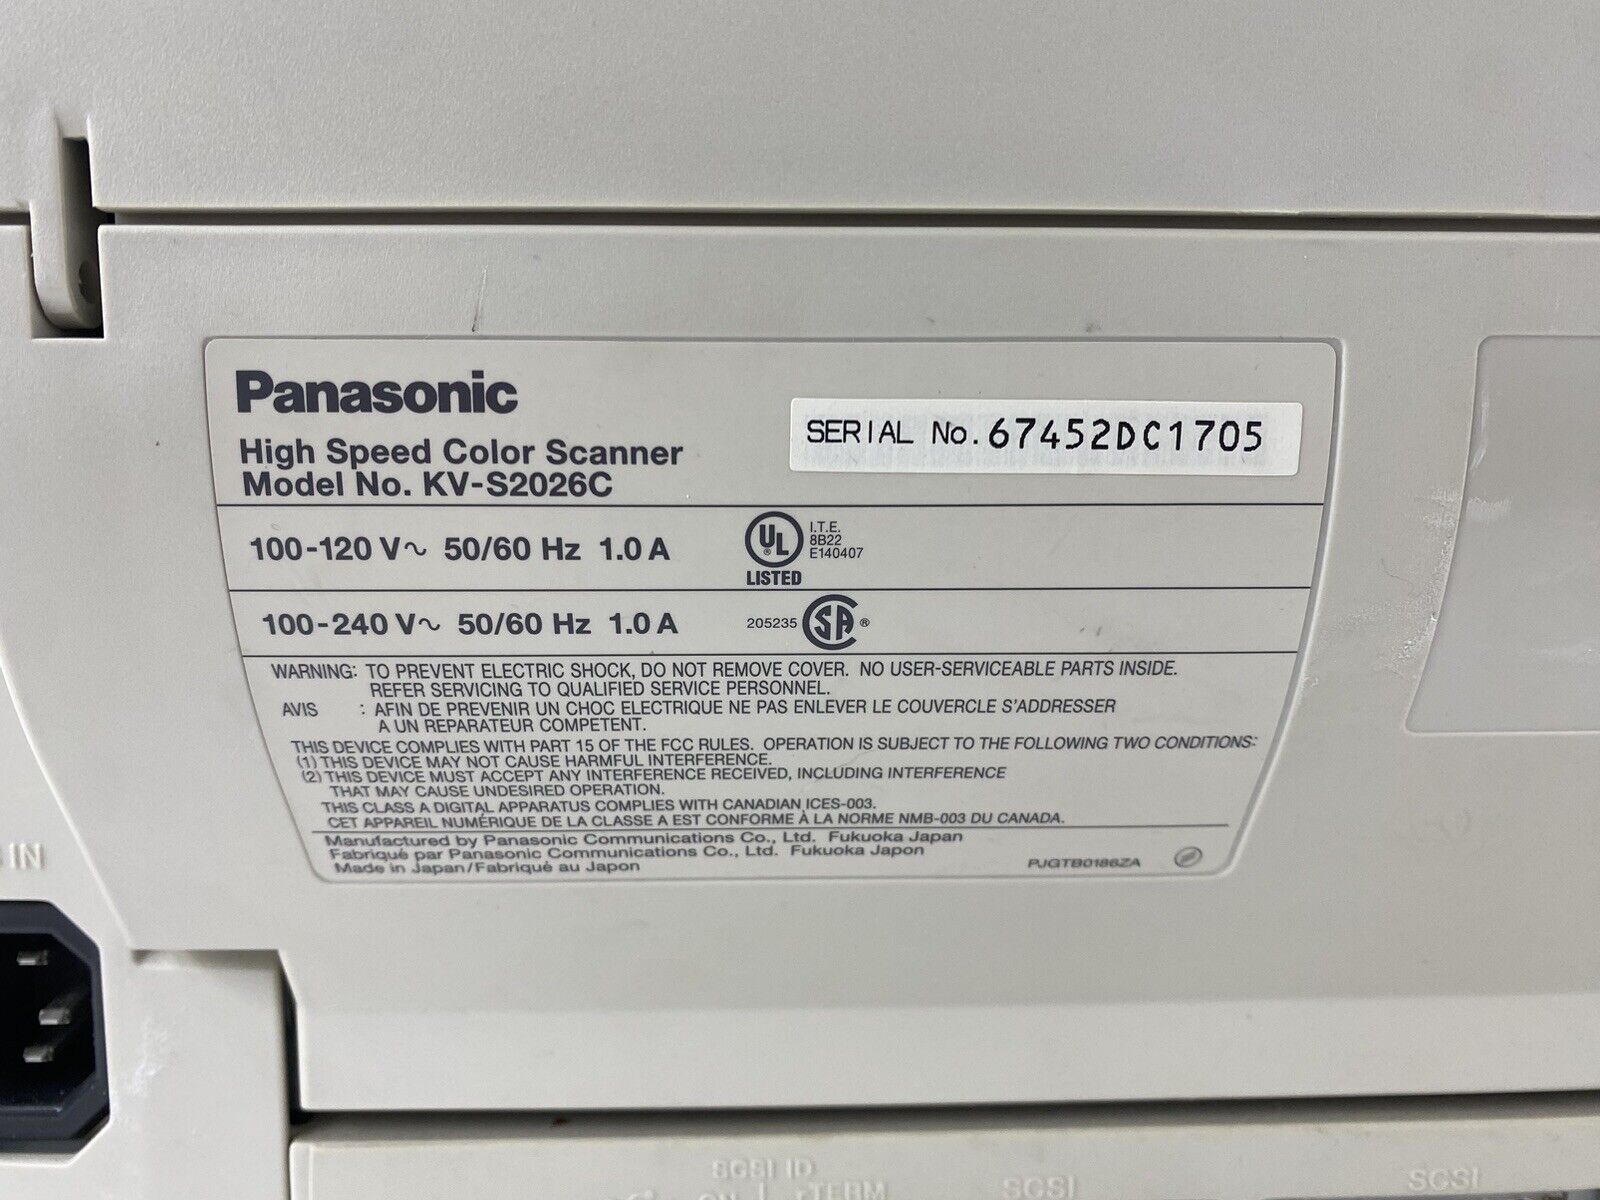 Panasonic
High Speed Color Scanner
Model No. KV-S2026C
SERIAL No. 67452DC1705
100-120 V~ 50/60 Hz 1.0 A
UL
®
LISTED
I.T.E.
8B22
E140407
100-240 V~ 50/60 Hz 1.0 A
205235 SA ®
WARNING: TO PREVENT ELECTRIC SHOCK, DO NOT REMOVE COVER. NO USER-SERVICEABLE PARTS INSIDE.
REFER SERVICING TO QUALIFIED SERVICE PERSONNEL.
AVIS : AFIN DE PREVENIR UN CHOC ELECTRIQUE NE PAS ENLEVER LE COUVERCLE S'ADDRESSER
A UN REPARATEUR COMPETENT.
THIS DEVICE COMPLIES WITH PART 15 OF THE FCC RULES. OPERATION IS SUBJECT TO THE FOLLOWING TWO CONDITIONS:
(1) THIS DEVICE MAY NOT CAUSE HARMFUL INTERFERENCE.
(2) THIS DEVICE MUST ACCEPT ANY INTERFERENCE RECEIVED, INCLUDING INTERFERENCE
THAT MAY CAUSE UNDESIRED OPERATION.
THIS CLASS A DIGITAL APPARATUS COMPLIES WITH CANADIAN ICES-003.
CET APPAREIL NUMÉRIQUE DE LA CLASSE A EST CONFORME À LA NORME NMB-003 DU CANADA.
Manufactured by Panasonic Communications Co., Ltd. Fukuoka Japan
Fabriqué par Panasonic Communications Co., Ltd. Fukuoka Japon
Made in Japan/Fabriqué au Japon
PJGTB0186ZA
IN
SCSI ID
ON TERM
SCSI
SCSI